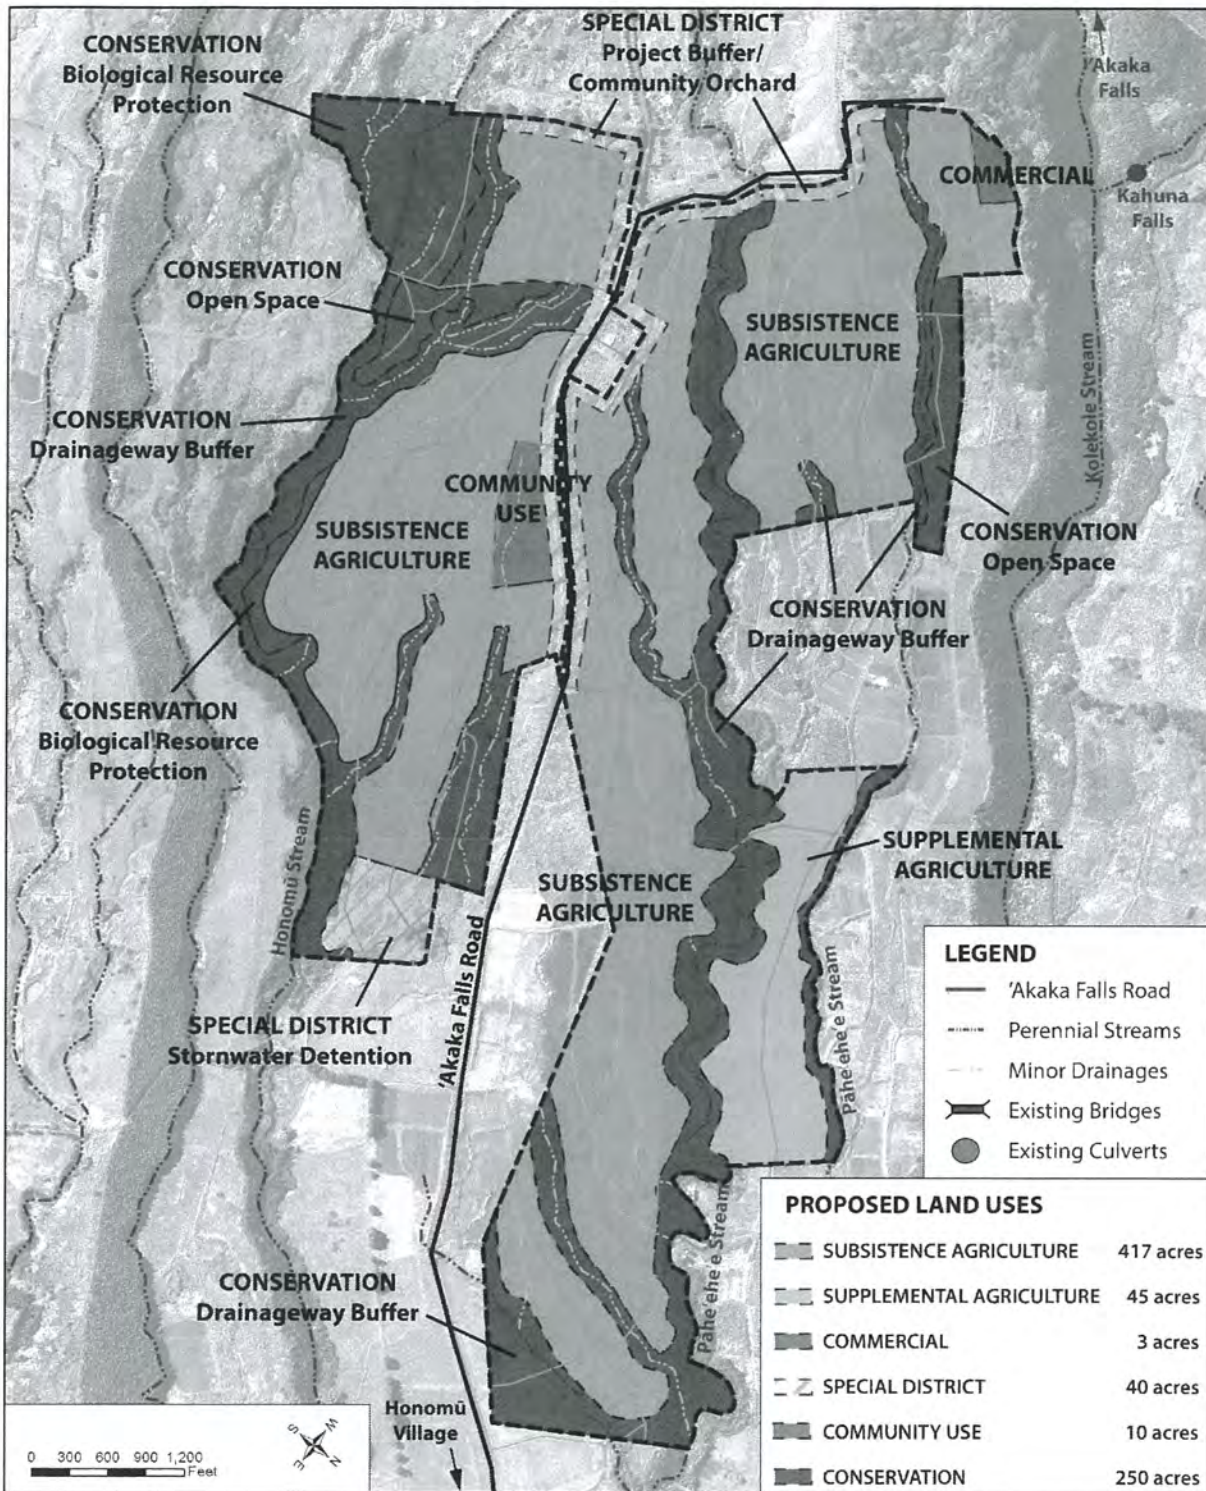 CONSERVATION
Biological Resource
Protection
SPECIAL DISTRICT
Project Buffer/
Community Orchard
'Akaka
Falls
COMMERCIAL
Kahuna
Falls
CONSERVATION
Open Space
SUBSISTENCE
AGRICULTURE
Kolekole Stream
CONSERVATION
Drainageway Buffer
COMMUNITY
USE
SUBSISTENCE
AGRICULTURE
CONSERVATION
Open Space
CONSERVATION
Drainageway Buffer
CONSERVATION
Biological Resource
Protection
Honomū Stream
SUPPLEMENTAL
AGRICULTURE
SUBSISTENCE
AGRICULTURE
'Akaka Falls Road
SPECIAL DISTRICT
Stornwater Detention
Pāhe'ehe'e Stream
LEGEND
'Akaka Falls Road
Perennial Streams
Minor Drainages
Existing Bridges
Existing Culverts
Pāhe'ehe'e Stream
CONSERVATION
Drainageway Buffer
Honomū
Village
PROPOSED LAND USES
SUBSISTENCE AGRICULTURE 417 acres
SUPPLEMENTAL AGRICULTURE 45 acres
COMMERCIAL 3 acres
SPECIAL DISTRICT 40 acres
COMMUNITY USE 10 acres
CONSERVATION 250 acres
0 300 600 900 1,200
Feet
S W
E N